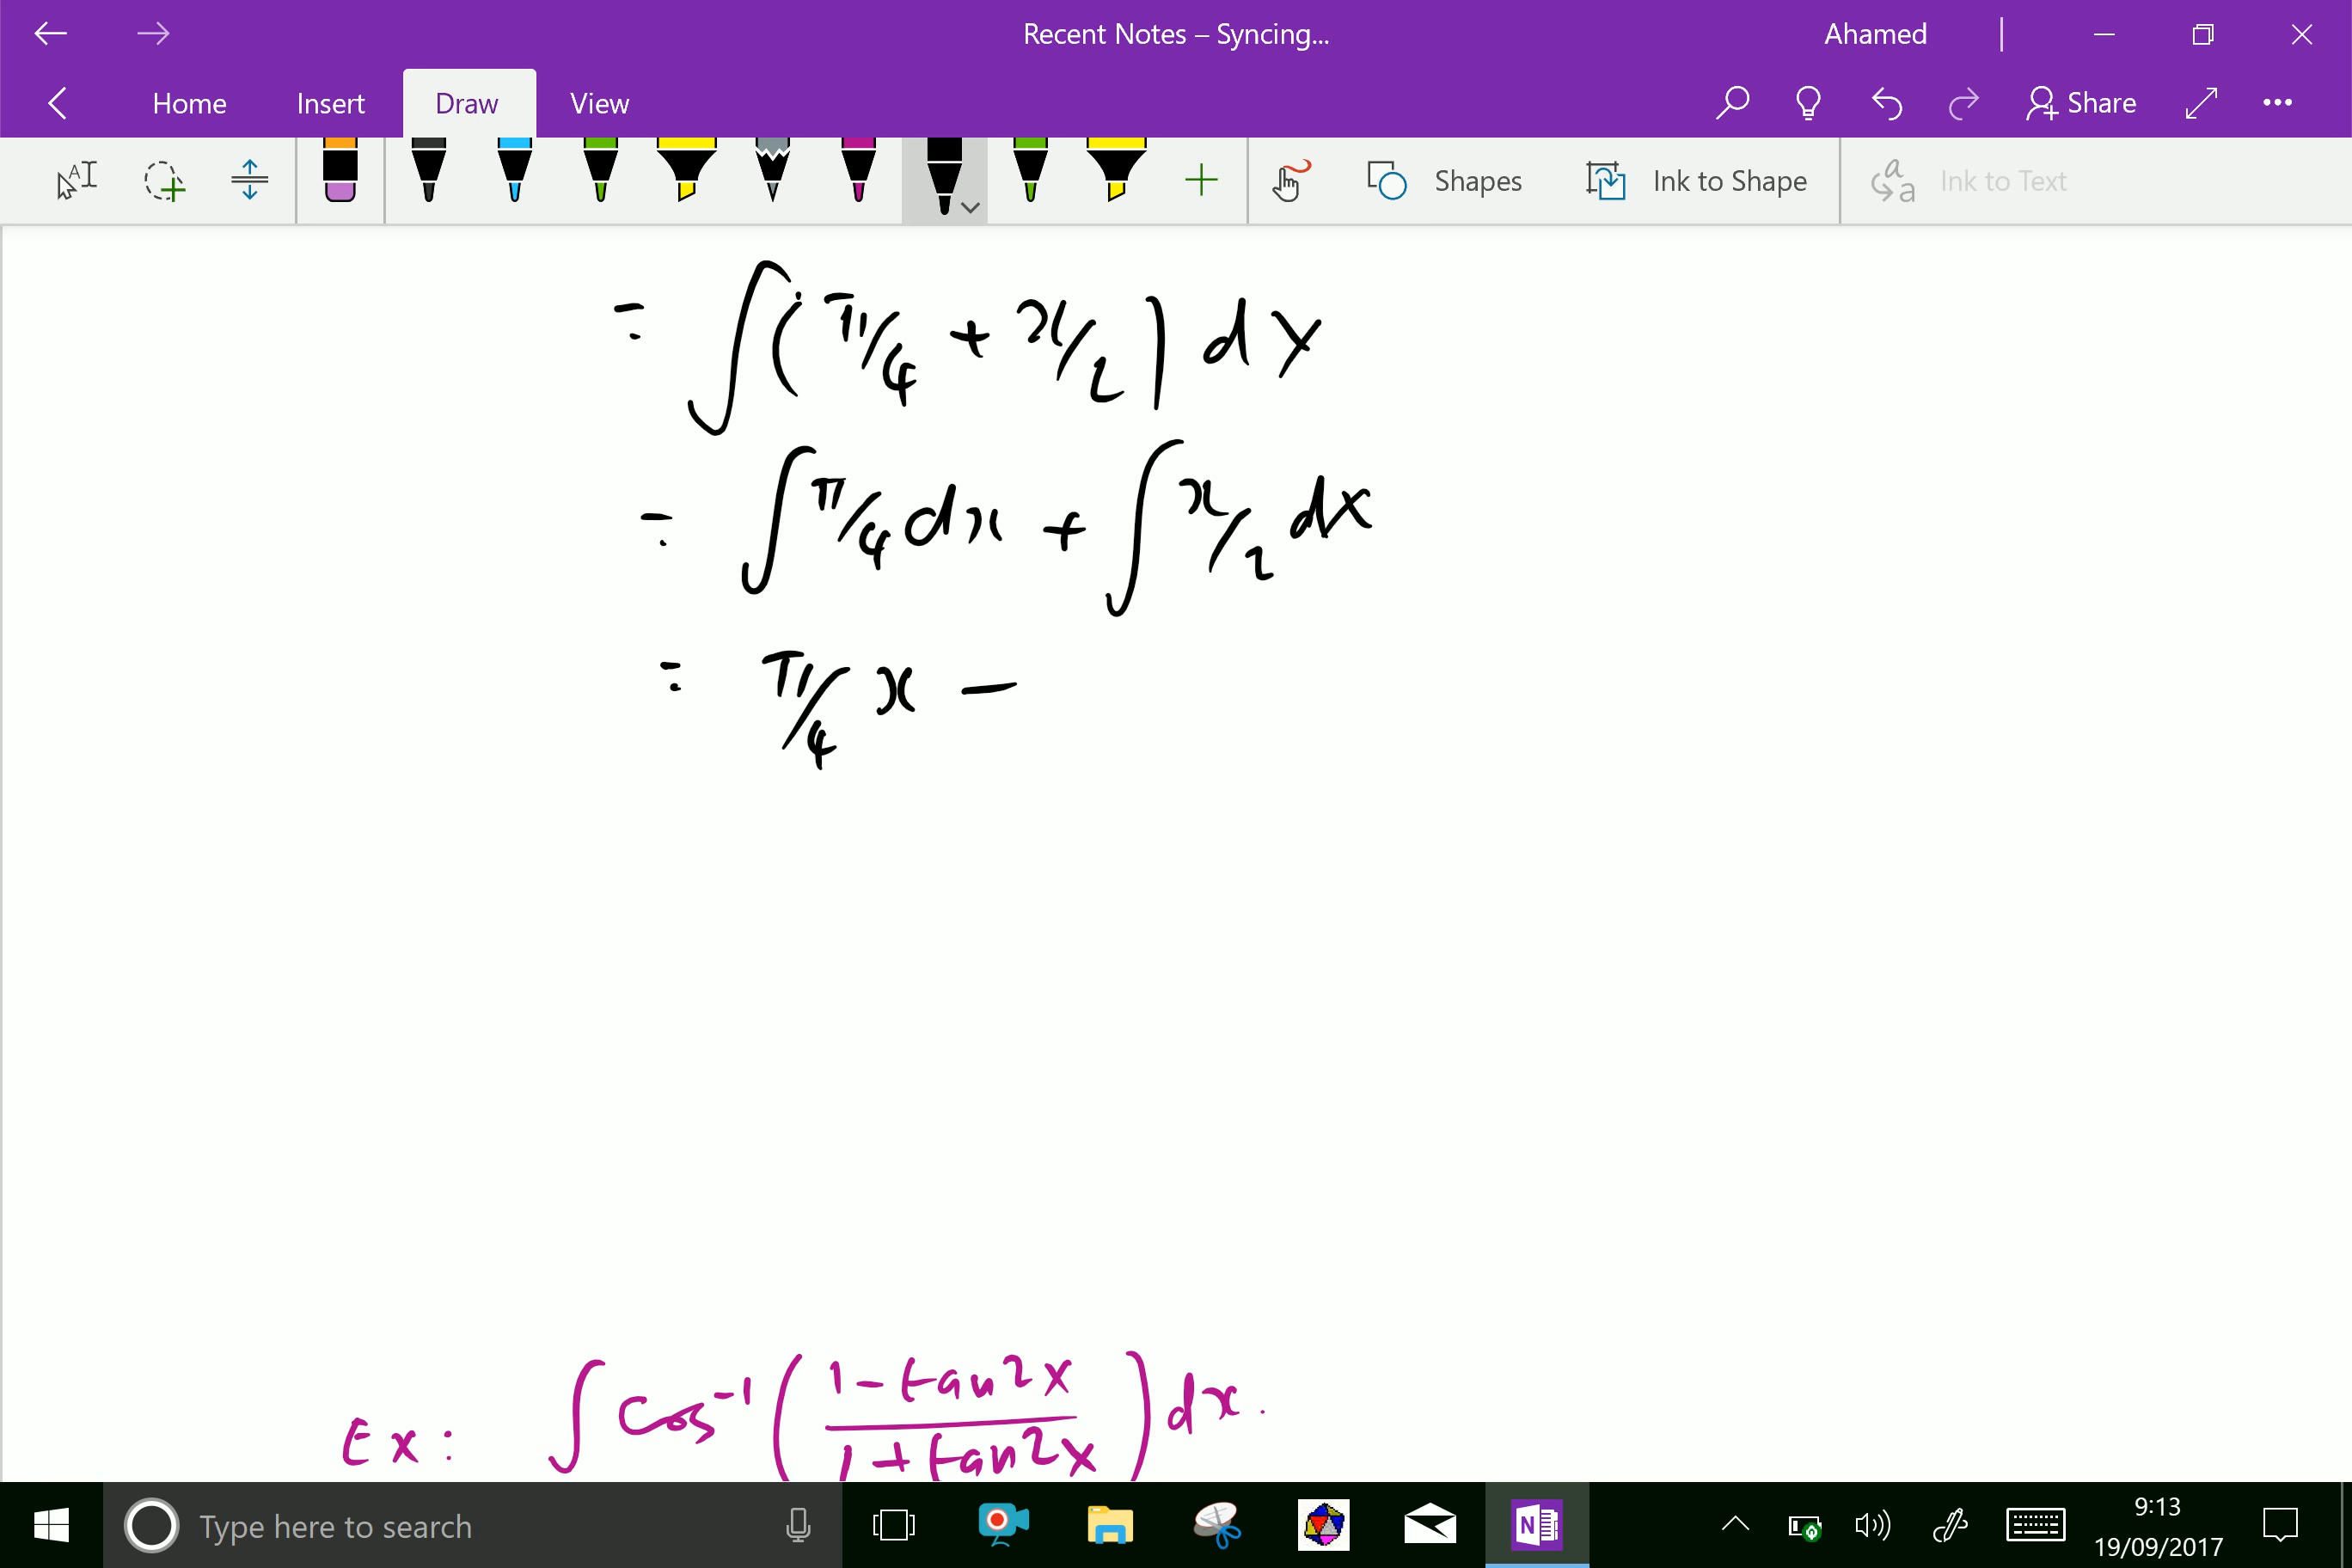 Recent Notes – Syncing...
Ahamed
Home Insert Draw View
Share
Shapes Ink to Shape Ink to Text
= ∫(π/4 + x/2) dx
= ∫π/4 dx + ∫x/2 dx
= π/4 x –
Ex: ∫ Cos⁻¹ (1 - tan²x / 1 + tan²x) dx.
Type here to search
9:13
19/09/2017